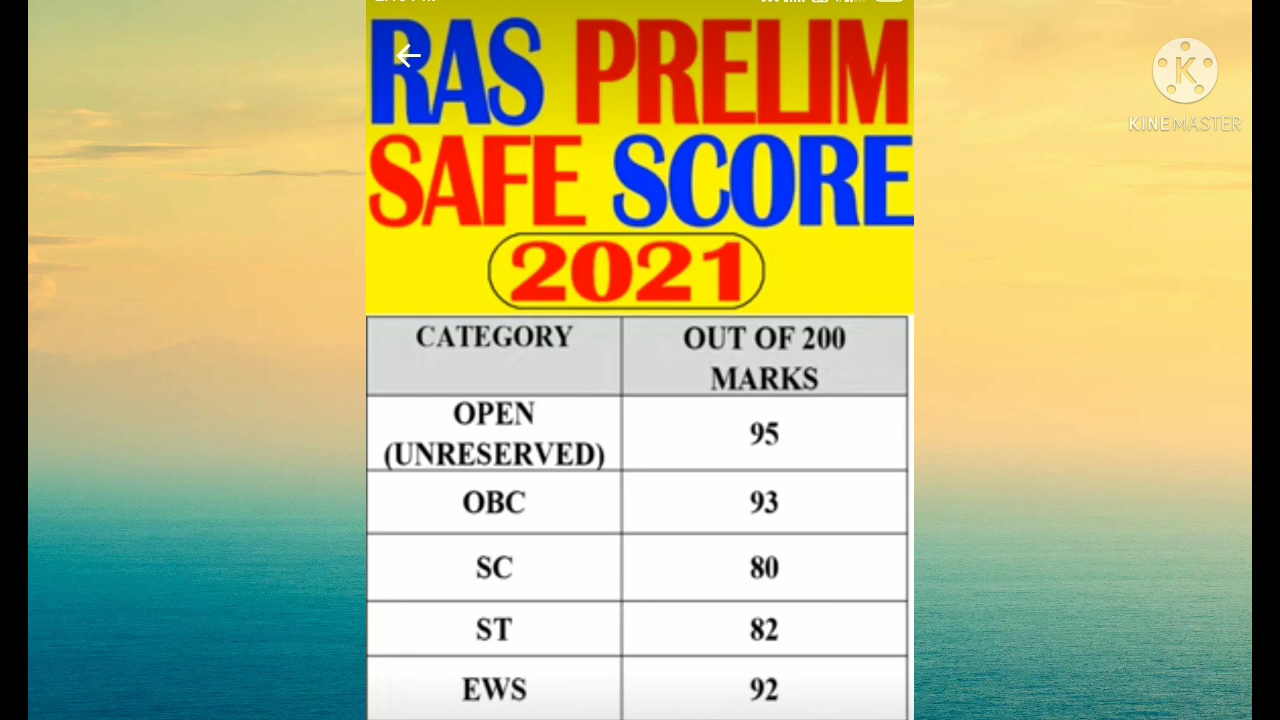 RAS PRELIM
SAFE SCORE
2021
CATEGORY
OUT OF 200
MARKS
OPEN
(UNRESERVED)
95
OBC
93
SC
80
ST
82
EWS
92
K
KINEMASTER